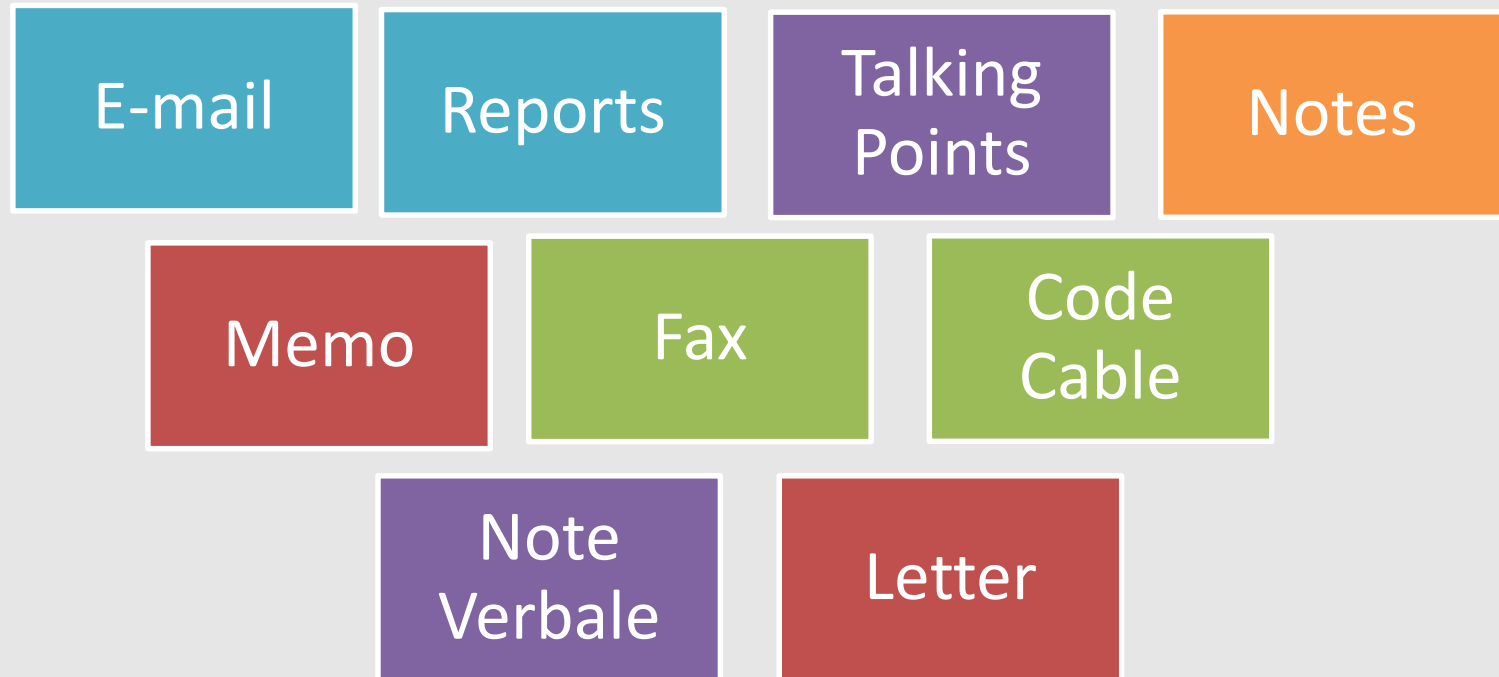 E-mail
Reports
Talking
Points
Notes
Memo
Fax
Code
Cable
Note
Verbale
Letter